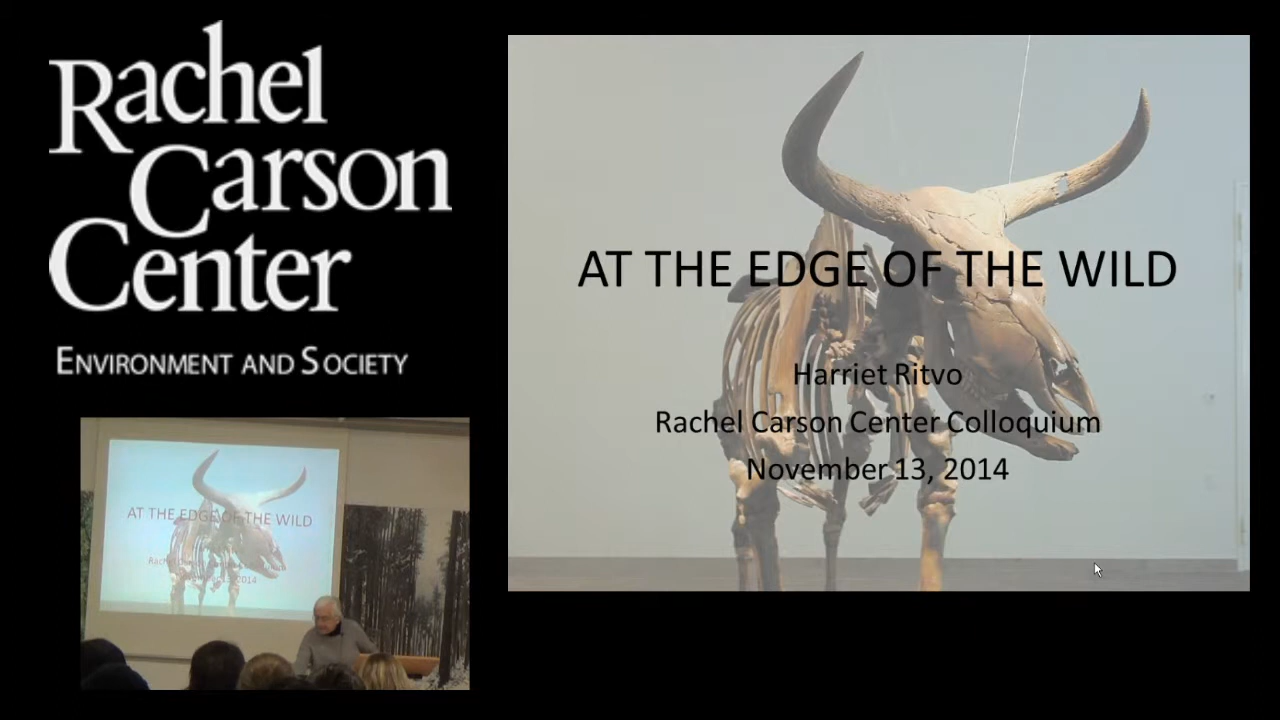 Rachel
Carson
Center
ENVIRONMENT AND SOCIETY
AT THE EDGE OF THE WILD
Harriet Ritvo
Rachel Carson Center Colloquium
November 13, 2014
AT THE EDGE OF THE WILD